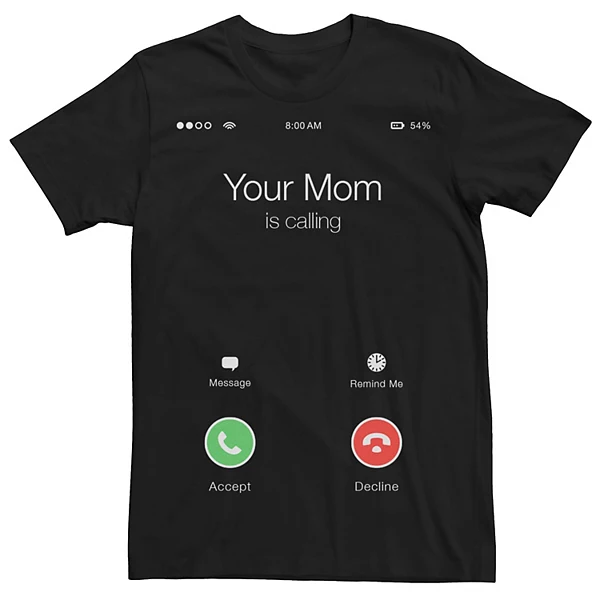 8:00 AM 54%
Your Mom
is calling
Message Remind Me
Accept Decline